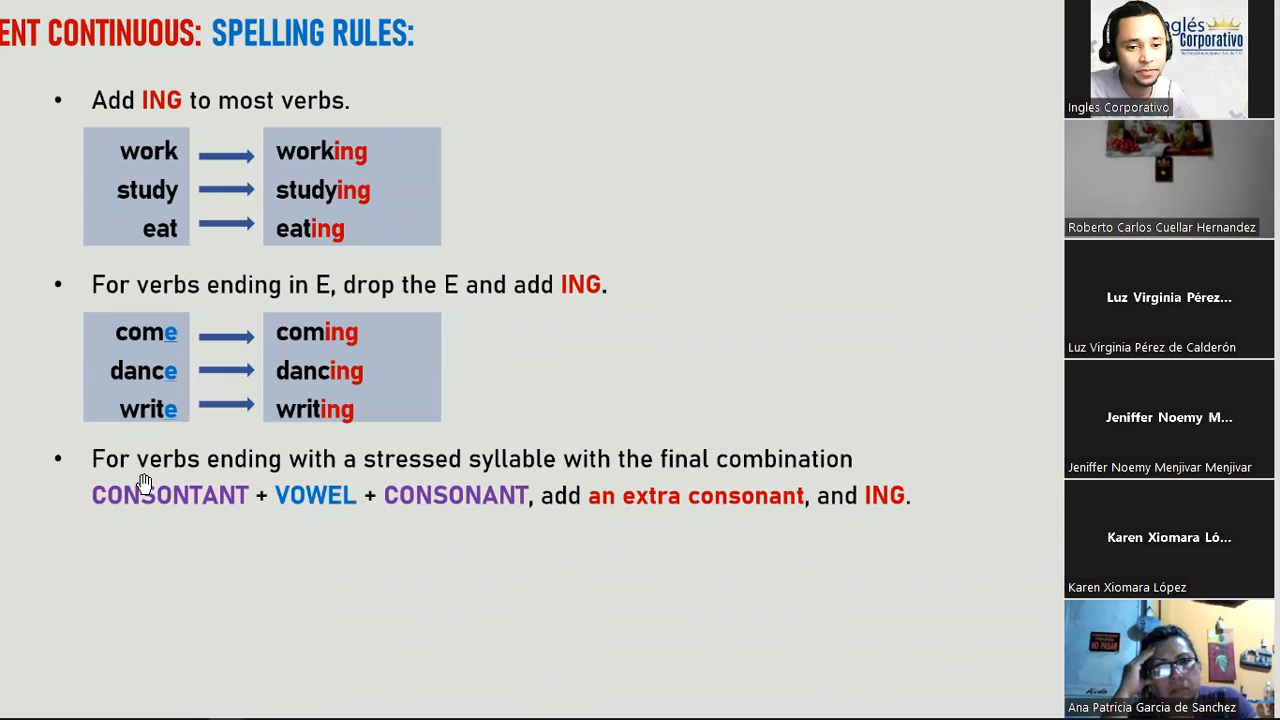 ENT CONTINUOUS: SPELLING RULES:
• Add ING to most verbs.
work → working
study → studying
eat → eating
• For verbs ending in E, drop the E and add ING.
come → coming
dance → dancing
write → writing
• For verbs ending with a stressed syllable with the final combination
CONSONTANT + VOWEL + CONSONANT, add an extra consonant, and ING.
Inglés
Corporativo
Ingles Corporativo
Roberto Carlos Cuellar Hernandez
Luz Virginia Pérez...
Luz Virginia Pérez de Calderón
Jeniffer Noemy M...
Jeniffer Noemy Menjivar Menjivar
Karen Xiomara Ló...
Karen Xiomara López
NO PASAR
Ana Patricia Garcia de Sanchez